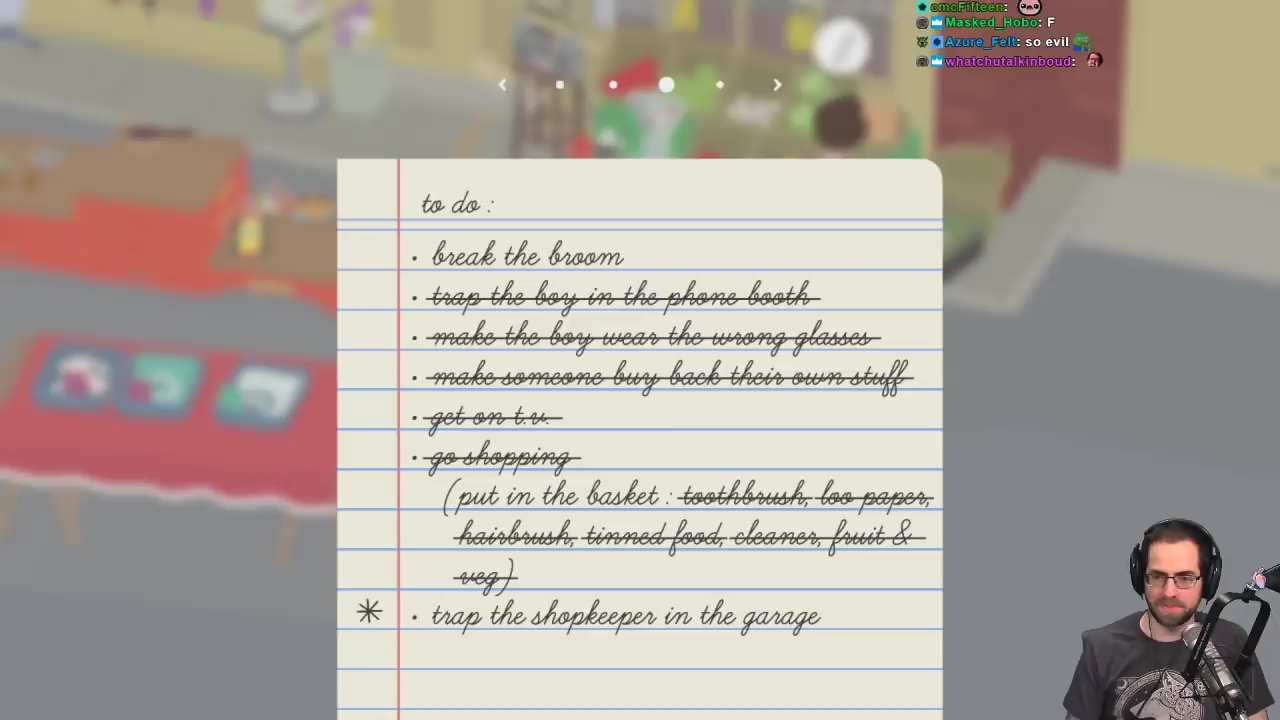 cmcFifteen:
Masked_Hobo: F
Azure_Felt: so evil
whatchutalkinboud:
to do :
• break the broom
• trap the boy in the phone booth
• make the boy wear the wrong glasses
• make someone buy back their own stuff
• get on t.v.
• go shopping
(put in the basket : toothbrush, loo paper,
hairbrush, tinned food, cleaner, fruit &
veg)
• trap the shopkeeper in the garage